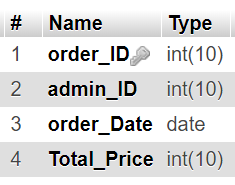 # Name Type
1 order_ID int(10)
2 admin_ID int(10)
3 order_Date date
4 Total_Price int(10)